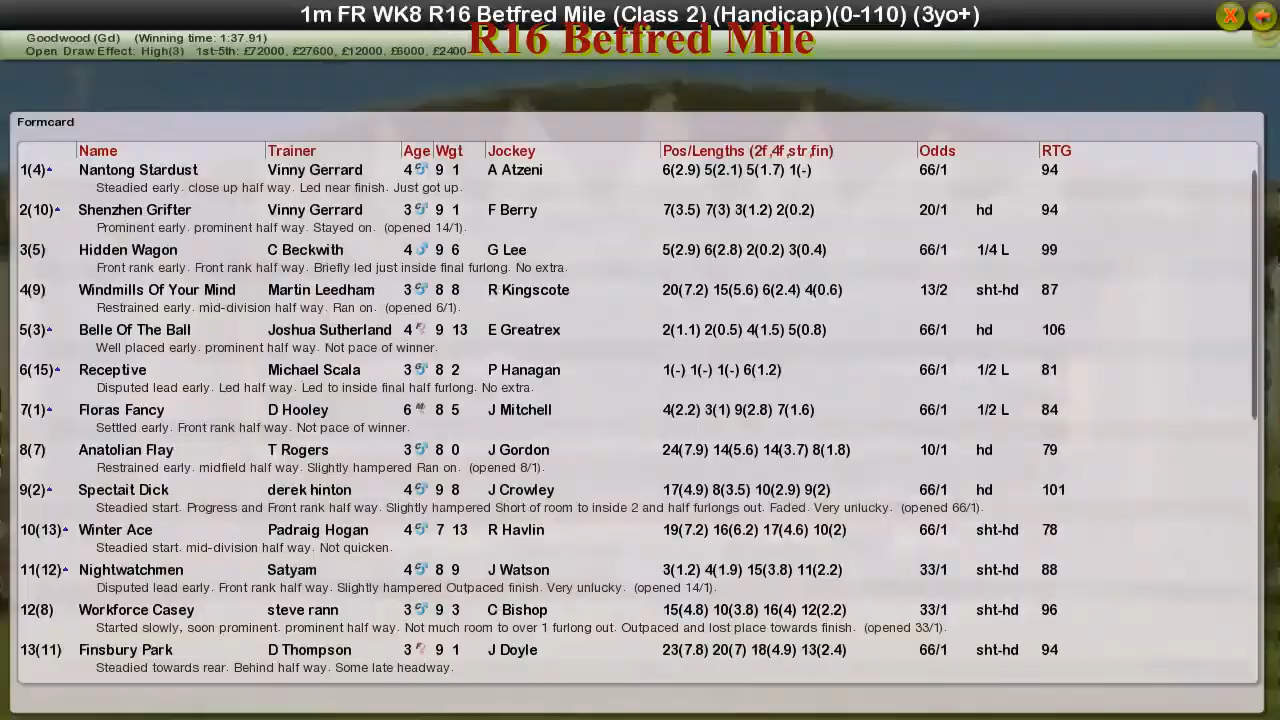 1m FR WK8 R16 Betfred Mile (Class 2) (Handicap)(0-110) (3yo+)
R16 Betfred Mile
Goodwood (Gd) (Winning time: 1:37.91)
Open Draw Effect. High(3) 1st-5th: £72000, £27600, £12000, £6000, £2400
Formcard
Name Trainer Age Wgt Jockey Pos/Lengths (2f,4f,str,fin) Odds RTG
1(4) Nantong Stardust Vinny Gerrard 4 9 1 A Atzeni 6(2.9) 5(2.1) 5(1.7) 1(-) 66/1 94
Steadied early. close up half way. Led near finish. Just got up.
2(10) Shenzhen Grifter Vinny Gerrard 3 9 1 F Berry 7(3.5) 7(3) 3(1.2) 2(0.2) 20/1 hd 94
Prominent early. prominent half way. Stayed on. (opened 14/1).
3(5) Hidden Wagon C Beckwith 4 9 6 G Lee 5(2.9) 6(2.8) 2(0.2) 3(0.4) 66/1 1/4 L 99
Front rank early. Front rank half way. Briefly led just inside final furlong. No extra.
4(9) Windmills Of Your Mind Martin Leedham 3 8 8 R Kingscote 20(7.2) 15(5.6) 6(2.4) 4(0.6) 13/2 sht-hd 87
Restrained early. mid-division half way. Ran on. (opened 6/1).
5(3) Belle Of The Ball Joshua Sutherland 4 9 13 E Greatrex 2(1.1) 2(0.5) 4(1.5) 5(0.8) 66/1 hd 106
Well placed early. prominent half way. Not pace of winner.
6(15) Receptive Michael Scala 3 8 2 P Hanagan 1(-) 1(-) 1(-) 6(1.2) 66/1 1/2 L 81
Disputed lead early. Led half way. Led to inside final half furlong. No extra.
7(1) Floras Fancy D Hooley 6 8 5 J Mitchell 4(2.2) 3(1) 9(2.8) 7(1.6) 66/1 1/2 L 84
Settled early. Front rank half way. Not pace of winner.
8(7) Anatolian Flay T Rogers 3 8 0 J Gordon 24(7.9) 14(5.6) 14(3.7) 8(1.8) 10/1 hd 79
Restrained early. midfield half way. Slightly hampered Ran on. (opened 8/1).
9(2) Spectait Dick derek hinton 4 9 8 J Crowley 17(4.9) 8(3.5) 10(2.9) 9(2) 66/1 hd 101
Steadied start. Progress and Front rank half way. Slightly hampered Short of room to inside 2 and half furlongs out. Faded. Very unlucky. (opened 66/1).
10(13) Winter Ace Padraig Hogan 4 7 13 R Havlin 19(7.2) 16(6.2) 17(4.6) 10(2) 66/1 sht-hd 78
Steadied start. mid-division half way. Not quicken.
11(12) Nightwatchmen Satyam 4 8 9 J Watson 3(1.2) 4(1.9) 15(3.8) 11(2.2) 33/1 sht-hd 88
Disputed lead early. Front rank half way. Slightly hampered Outpaced finish. Very unlucky. (opened 14/1).
12(8) Workforce Casey steve rann 3 9 3 C Bishop 15(4.8) 10(3.8) 16(4) 12(2.2) 33/1 sht-hd 96
Started slowly, soon prominent. prominent half way. Not much room to over 1 furlong out. Outpaced and lost place towards finish. (opened 33/1).
13(11) Finsbury Park D Thompson 3 9 1 J Doyle 23(7.8) 20(7) 18(4.9) 13(2.4) 66/1 sht-hd 94
Steadied towards rear. Behind half way. Some late headway.